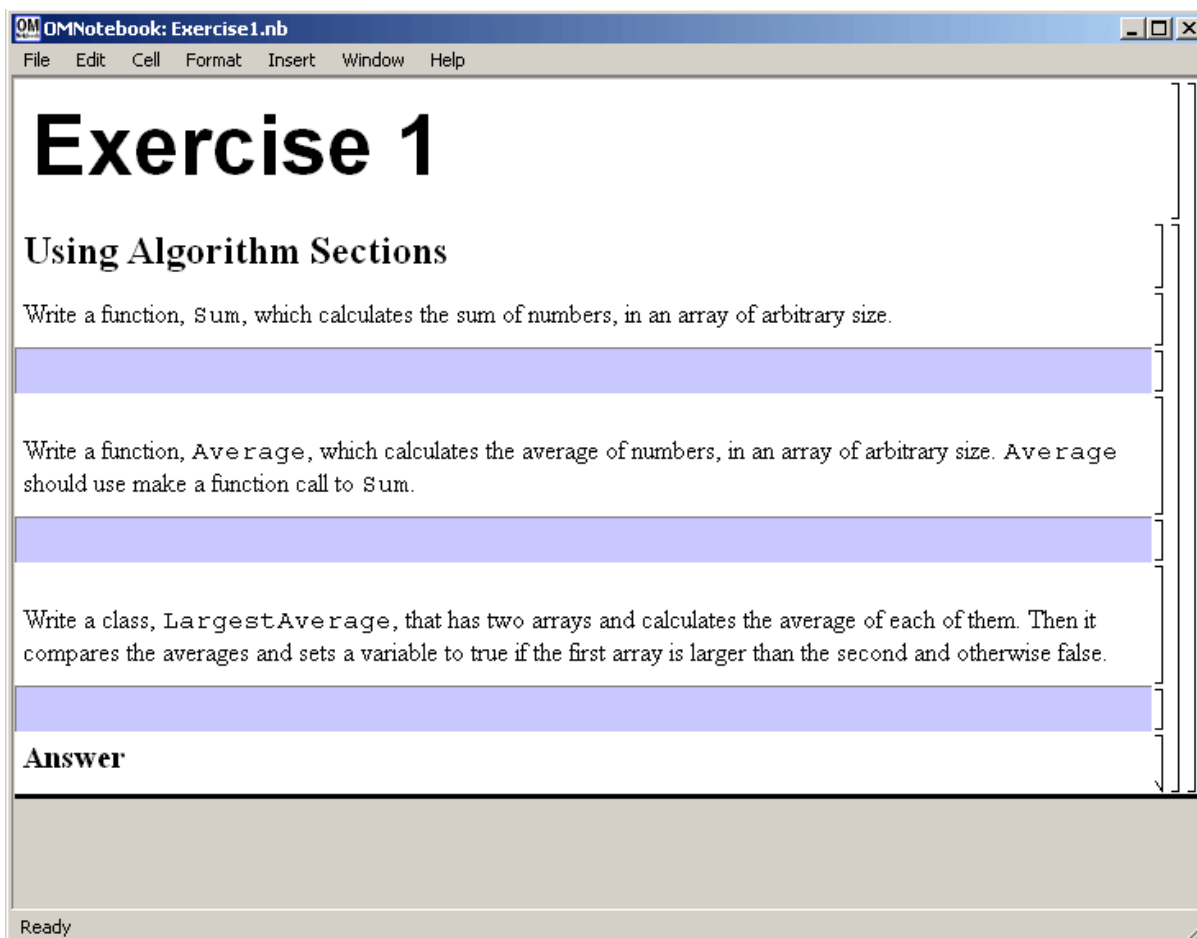 OMNotebook: Exercise1.nb
File Edit Cell Format Insert Window Help
Exercise 1
Using Algorithm Sections
Write a function, Sum, which calculates the sum of numbers, in an array of arbitrary size.
Write a function, Average, which calculates the average of numbers, in an array of arbitrary size. Average
should use make a function call to Sum.
Write a class, LargestAverage, that has two arrays and calculates the average of each of them. Then it
compares the averages and sets a variable to true if the first array is larger than the second and otherwise false.
Answer
Ready